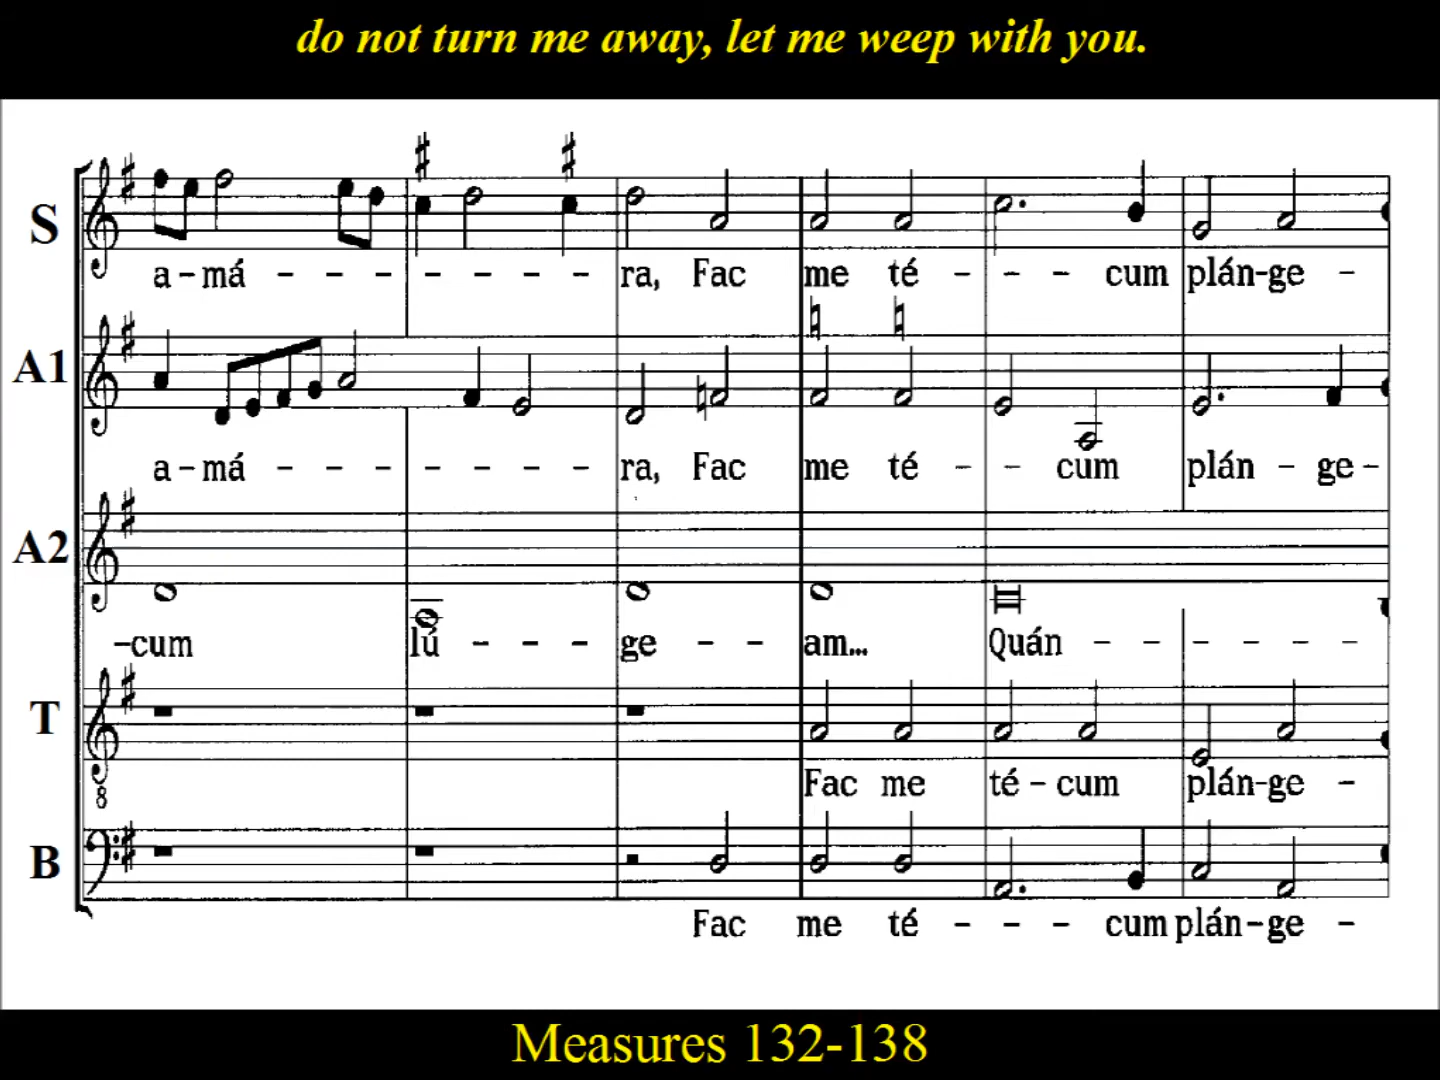 do not turn me away, let me weep with you.
S
a-má - - - - - - - ra, Fac me té - - - cum plán-ge -
A1
a-má - - - - - - - ra, Fac me té - - cum plán - ge-
A2
-cum lú - - - ge - - am... Quán - - - - - -
T
8
Fac me té-cum plán-ge -
B
Fac me té - - - cum plán-ge -
Measures 132-138